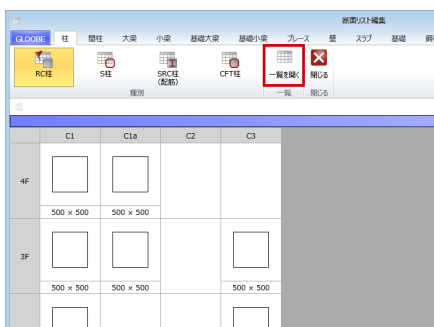 断面リスト編集
GLOOBE 柱 間柱 大梁 小梁 基礎大梁 基礎小梁 ブレース 壁 スラブ 基礎
RC柱 S柱 SRC柱 CFT柱 一覧を開く 閉じる
(配筋)
種別 一覧 閉じる
C1 C1a C2 C3
4F
500 × 500 500 × 500
3F
500 × 500 500 × 500 500 × 500